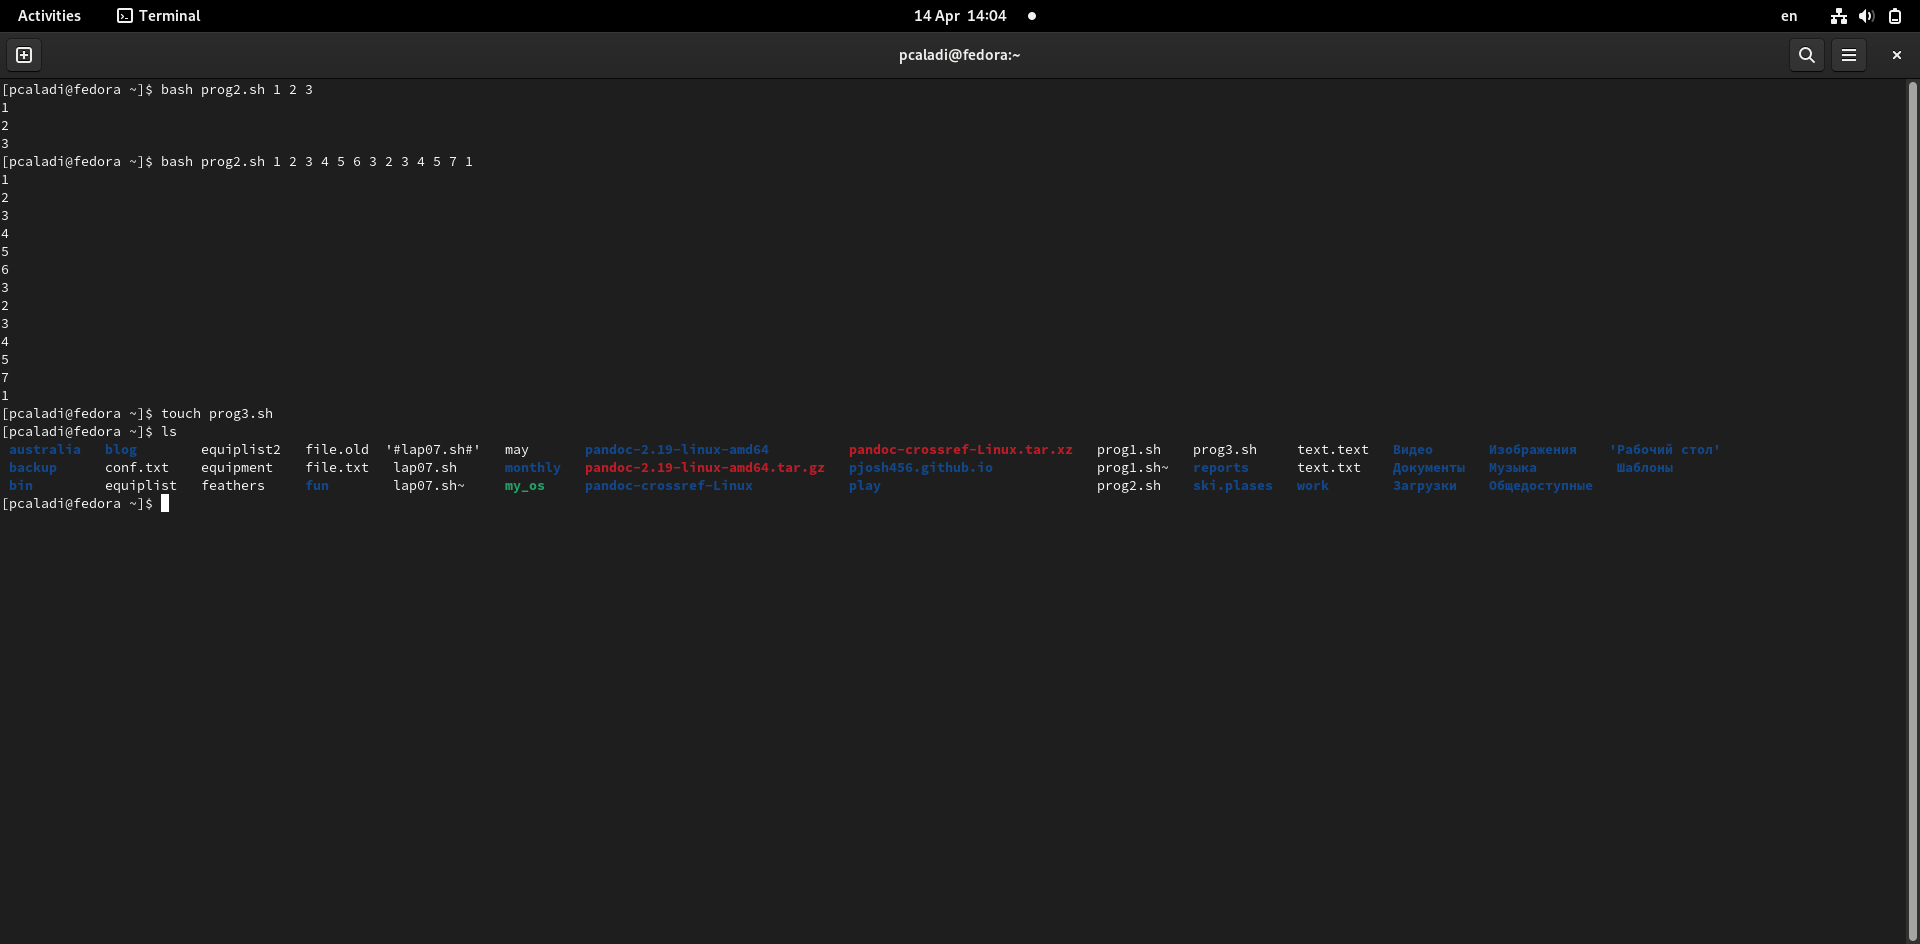 Activities Terminal 14 Apr 14:04 en
pcaladi@fedora:~
[pcaladi@fedora ~]$ bash prog2.sh 1 2 3
1
2
3
[pcaladi@fedora ~]$ bash prog2.sh 1 2 3 4 5 6 3 2 3 4 5 7 1
1
2
3
4
5
6
3
2
3
4
5
7
1
[pcaladi@fedora ~]$ touch prog3.sh
[pcaladi@fedora ~]$ ls
australia blog equiplist2 file.old '#lap07.sh#' may pandoc-2.19-linux-amd64 pandoc-crossref-Linux.tar.xz prog1.sh prog3.sh text.text Видео Изображения 'Рабочий стол'
backup conf.txt equipment file.txt lap07.sh monthly pandoc-2.19-linux-amd64.tar.gz pjosh456.github.io prog1.sh~ reports text.txt Документы Музыка Шаблоны
bin equiplist feathers fun lap07.sh~ my_os pandoc-crossref-Linux play prog2.sh ski.plases work Загрузки Общедоступные
[pcaladi@fedora ~]$